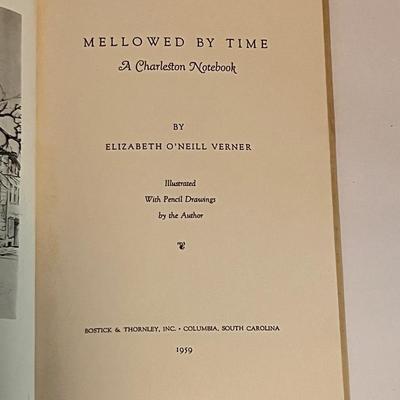 MELLOWED BY TIME
A Charleston Notebook
BY
ELIZABETH O'NEILL VERNER
Illustrated
With Pencil Drawings
by the Author
BOSTICK & THORNLEY, INC. • COLUMBIA, SOUTH CAROLINA
1959